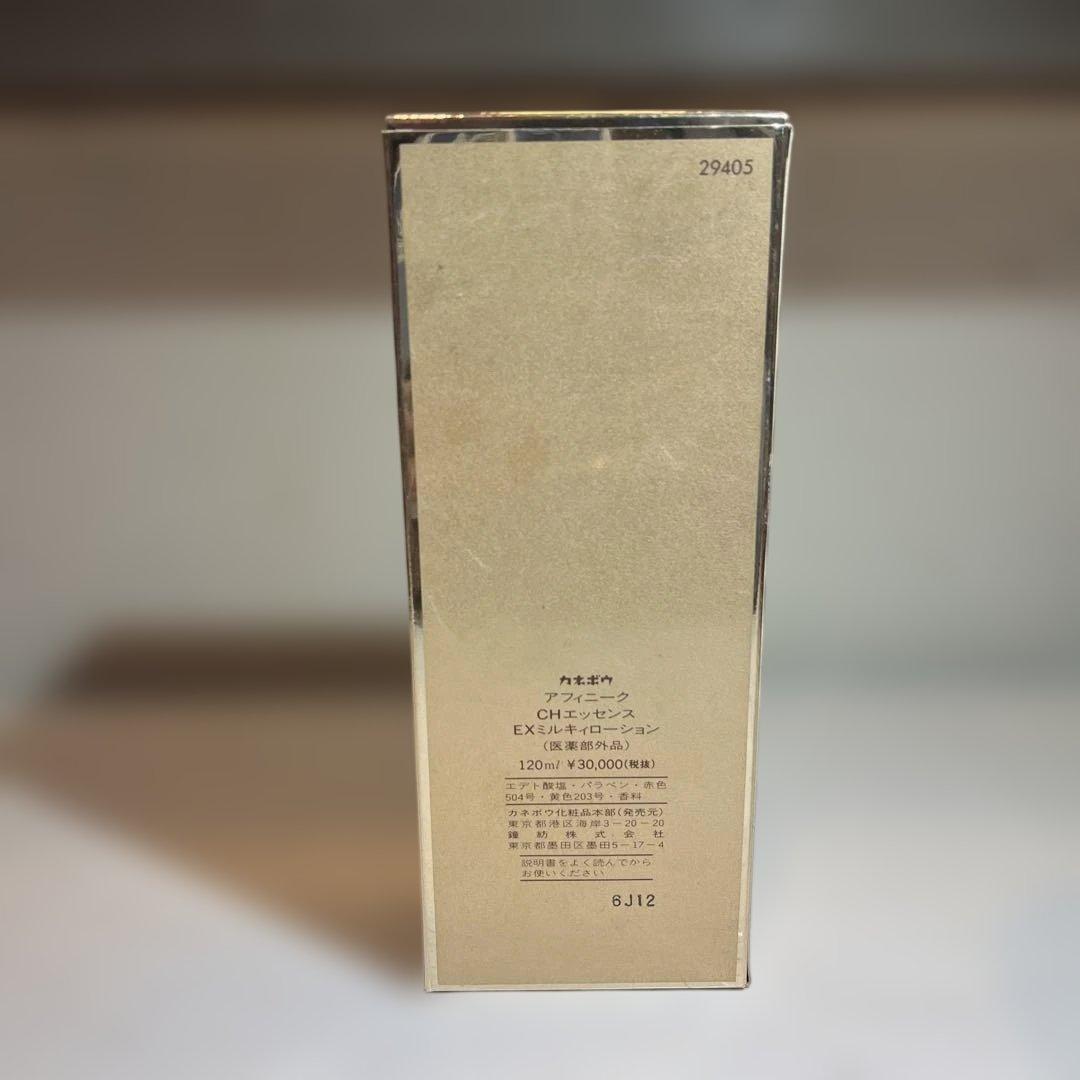 29405
カネボウ
アフィニーク
CHエッセンス
EXミルキィローション
(医薬部外品)
120ml ¥30,000(税抜)
エデト酸塩・パラベン・赤色
504号・黄色203号・香料
カネボウ化粧品本部(発売元)
東京都港区海岸3-20-20
鐘紡株式会社
東京都墨田区墨田5-17-4
説明書をよく読んでから
お使いください
6J12